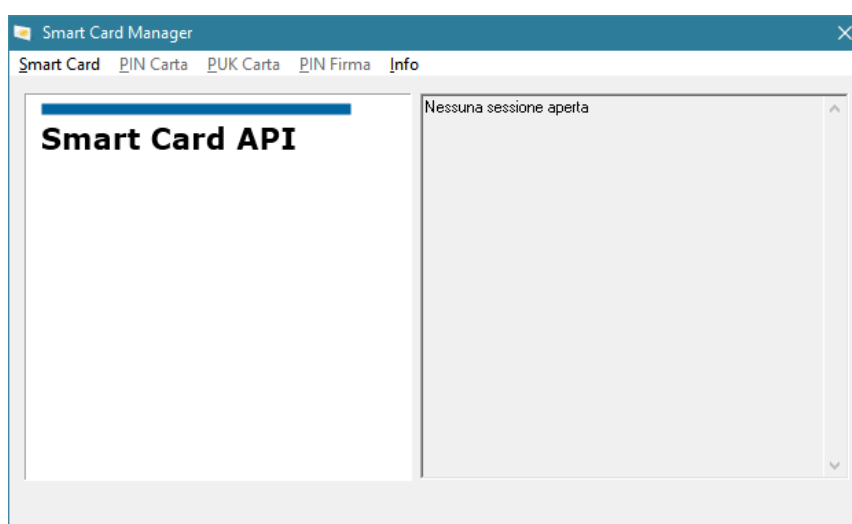 Smart Card Manager
Smart Card PIN Carta PUK Carta PIN Firma Info
Smart Card API
Nessuna sessione aperta